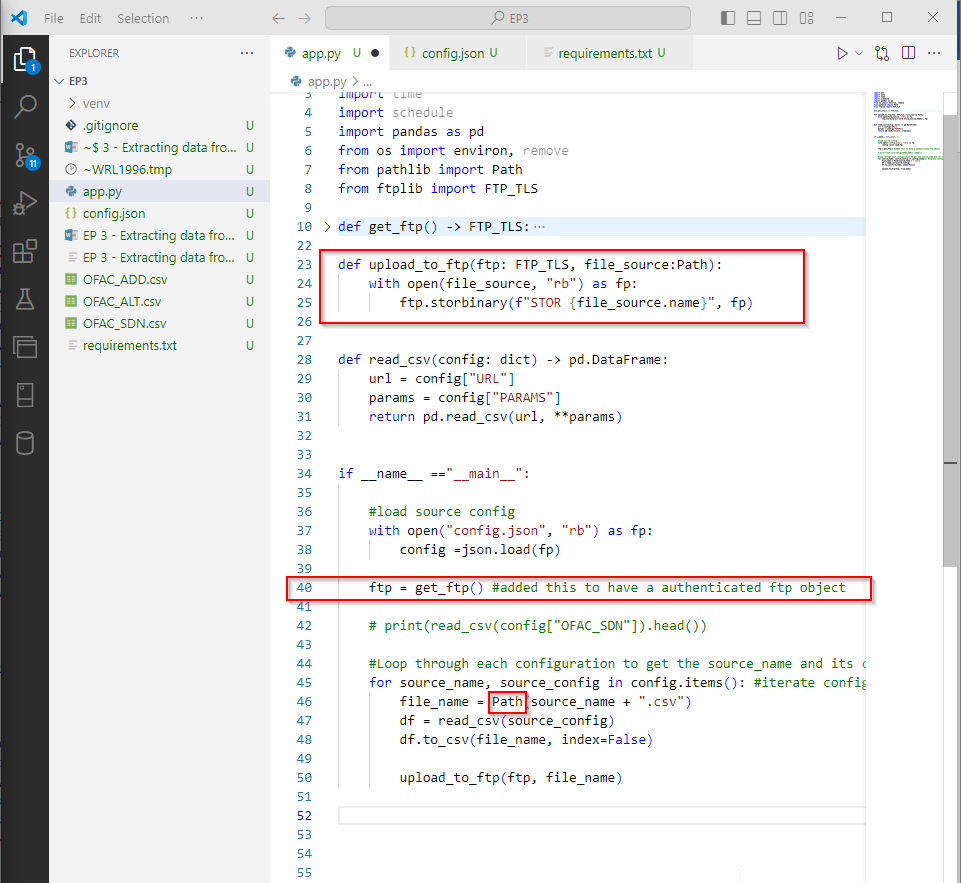 File Edit Selection ··· EP3
EXPLORER ···
app.py U
config.json U
requirements.txt U
EP3
venv
.gitignore U
~$ 3 - Extracting data fro... U
~WRL1996.tmp U
app.py U
config.json U
EP 3 - Extracting data fro... U
EP 3 - Extracting data fro... U
OFAC_ADD.csv U
OFAC_ALT.csv U
OFAC_SDN.csv U
requirements.txt U
1
11
app.py > ...
3 import time
4 import schedule
5 import pandas as pd
6 from os import environ, remove
7 from pathlib import Path
8 from ftplib import FTP_TLS
9
10 def get_ftp() -> FTP_TLS: ···
22
23 def upload_to_ftp(ftp: FTP_TLS, file_source:Path):
24 with open(file_source, "rb") as fp:
25 ftp.storbinary(f"STOR {file_source.name}", fp)
26
27
28 def read_csv(config: dict) -> pd.DataFrame:
29 url = config["URL"]
30 params = config["PARAMS"]
31 return pd.read_csv(url, **params)
32
33
34 if __name__ =="__main__":
35
36 #load source config
37 with open("config.json", "rb") as fp:
38 config =json.load(fp)
39
40 ftp = get_ftp() #added this to have a authenticated ftp object
41
42 # print(read_csv(config["OFAC_SDN"]).head())
43
44 #Loop through each configuration to get the source_name and its
45 for source_name, source_config in config.items(): #iterate config
46 file_name = Path(source_name + ".csv")
47 df = read_csv(source_config)
48 df.to_csv(file_name, index=False)
49
50 upload_to_ftp(ftp, file_name)
51
52
53
54
55